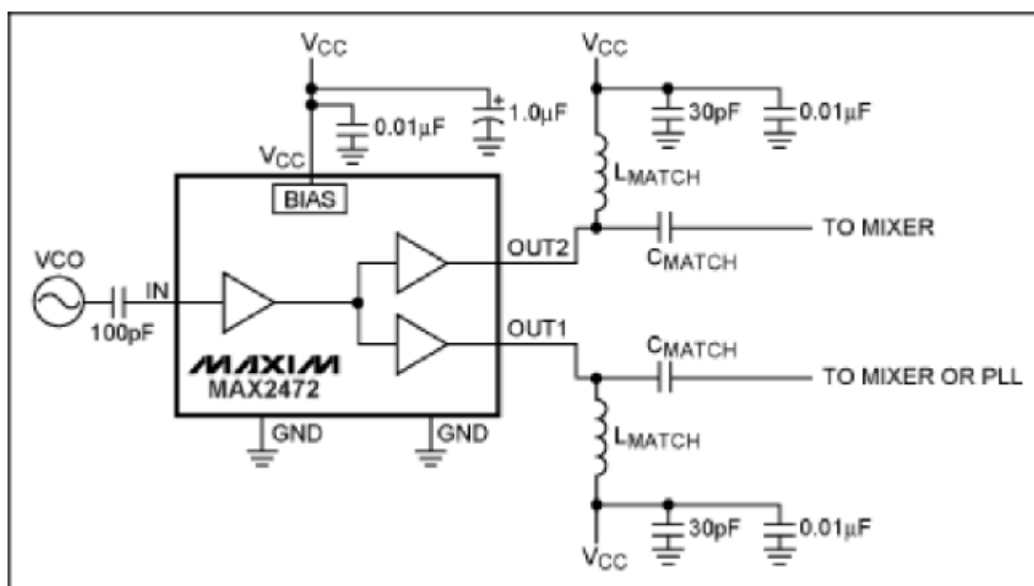 VCC
VCC
0.01µF
1.0µF
+
30pF
0.01µF
VCC
BIAS
LMATCH
TO MIXER
CMATCH
VCO
IN
OUT2
100pF
OUT1
CMATCH
MAXIM
MAX2472
TO MIXER OR PLL
GND
GND
LMATCH
30pF
0.01µF
VCC